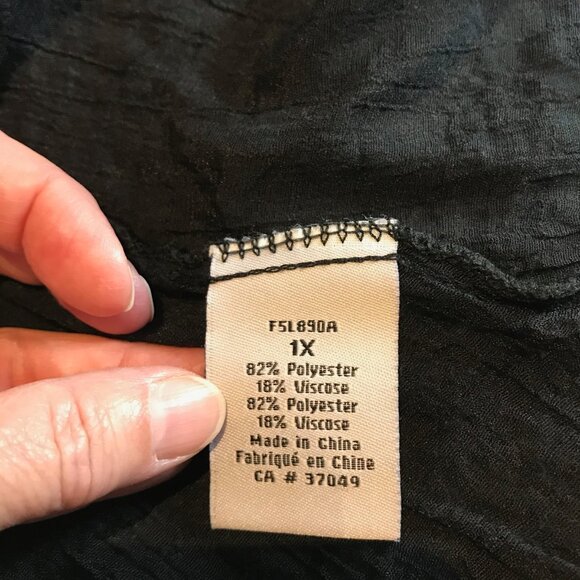 F5L890A
1X
82% Polyester
18% Viscose
82% Polyester
18% Viscose
Made in China
Fabriqué en Chine
CA # 37049